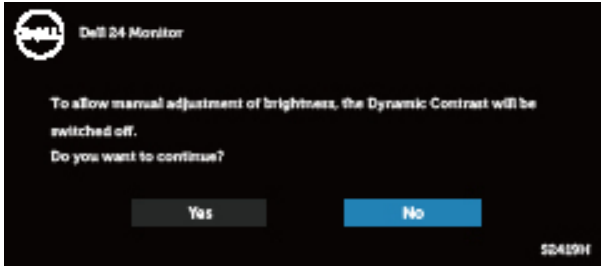 DELL
Dell 24 Monitor
To allow manual adjustment of brightness, the Dynamic Contrast will be
switched off.
Do you want to continue?
Yes
No
S2419H